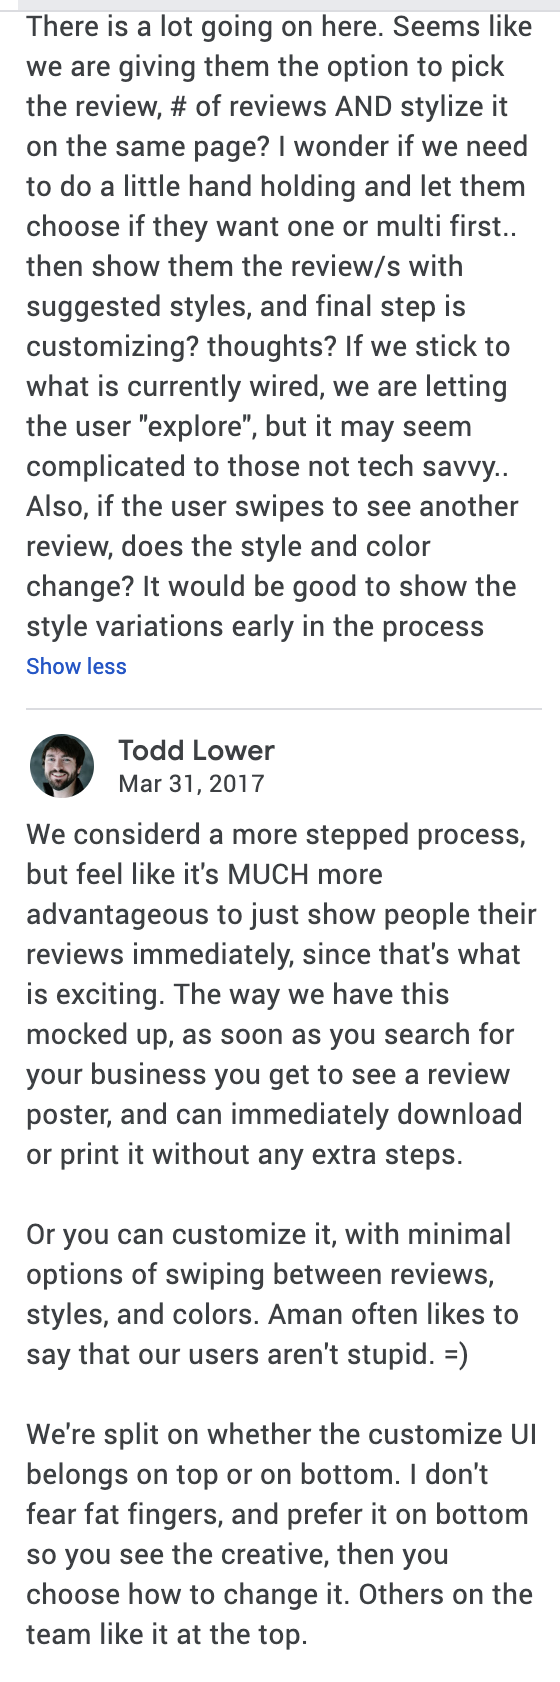 There is a lot going on here. Seems like
we are giving them the option to pick
the review, # of reviews AND stylize it
on the same page? I wonder if we need
to do a little hand holding and let them
choose if they want one or multi first..
then show them the review/s with
suggested styles, and final step is
customizing? thoughts? If we stick to
what is currently wired, we are letting
the user "explore", but it may seem
complicated to those not tech savvy..
Also, if the user swipes to see another
review, does the style and color
change? It would be good to show the
style variations early in the process
Show less
Todd Lower
Mar 31, 2017
We considerd a more stepped process,
but feel like it's MUCH more
advantageous to just show people their
reviews immediately, since that's what
is exciting. The way we have this
mocked up, as soon as you search for
your business you get to see a review
poster, and can immediately download
or print it without any extra steps.
Or you can customize it, with minimal
options of swiping between reviews,
styles, and colors. Aman often likes to
say that our users aren't stupid. =)
We're split on whether the customize UI
belongs on top or on bottom. I don't
fear fat fingers, and prefer it on bottom
so you see the creative, then you
choose how to change it. Others on the
team like it at the top.